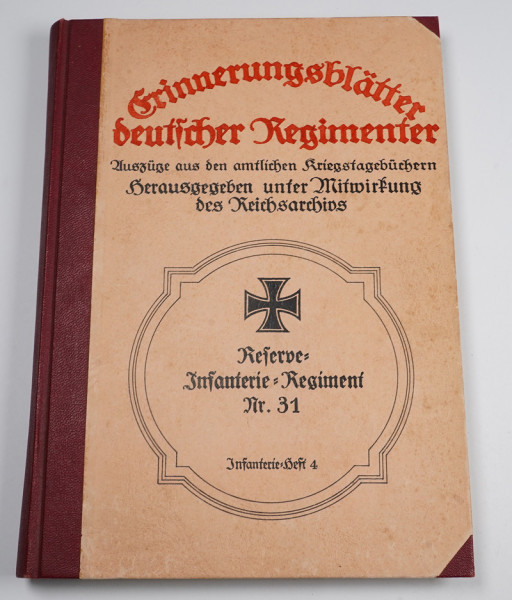 Erinnerungsblätter
deutscher Regimenter
Auszüge aus den amtlichen Kriegstagebüchern
Herausgegeben unter Mitwirkung
des Reichsarchivs
Reserve-
Infanterie-Regiment
Nr. 31
Infanterie-Heft 4